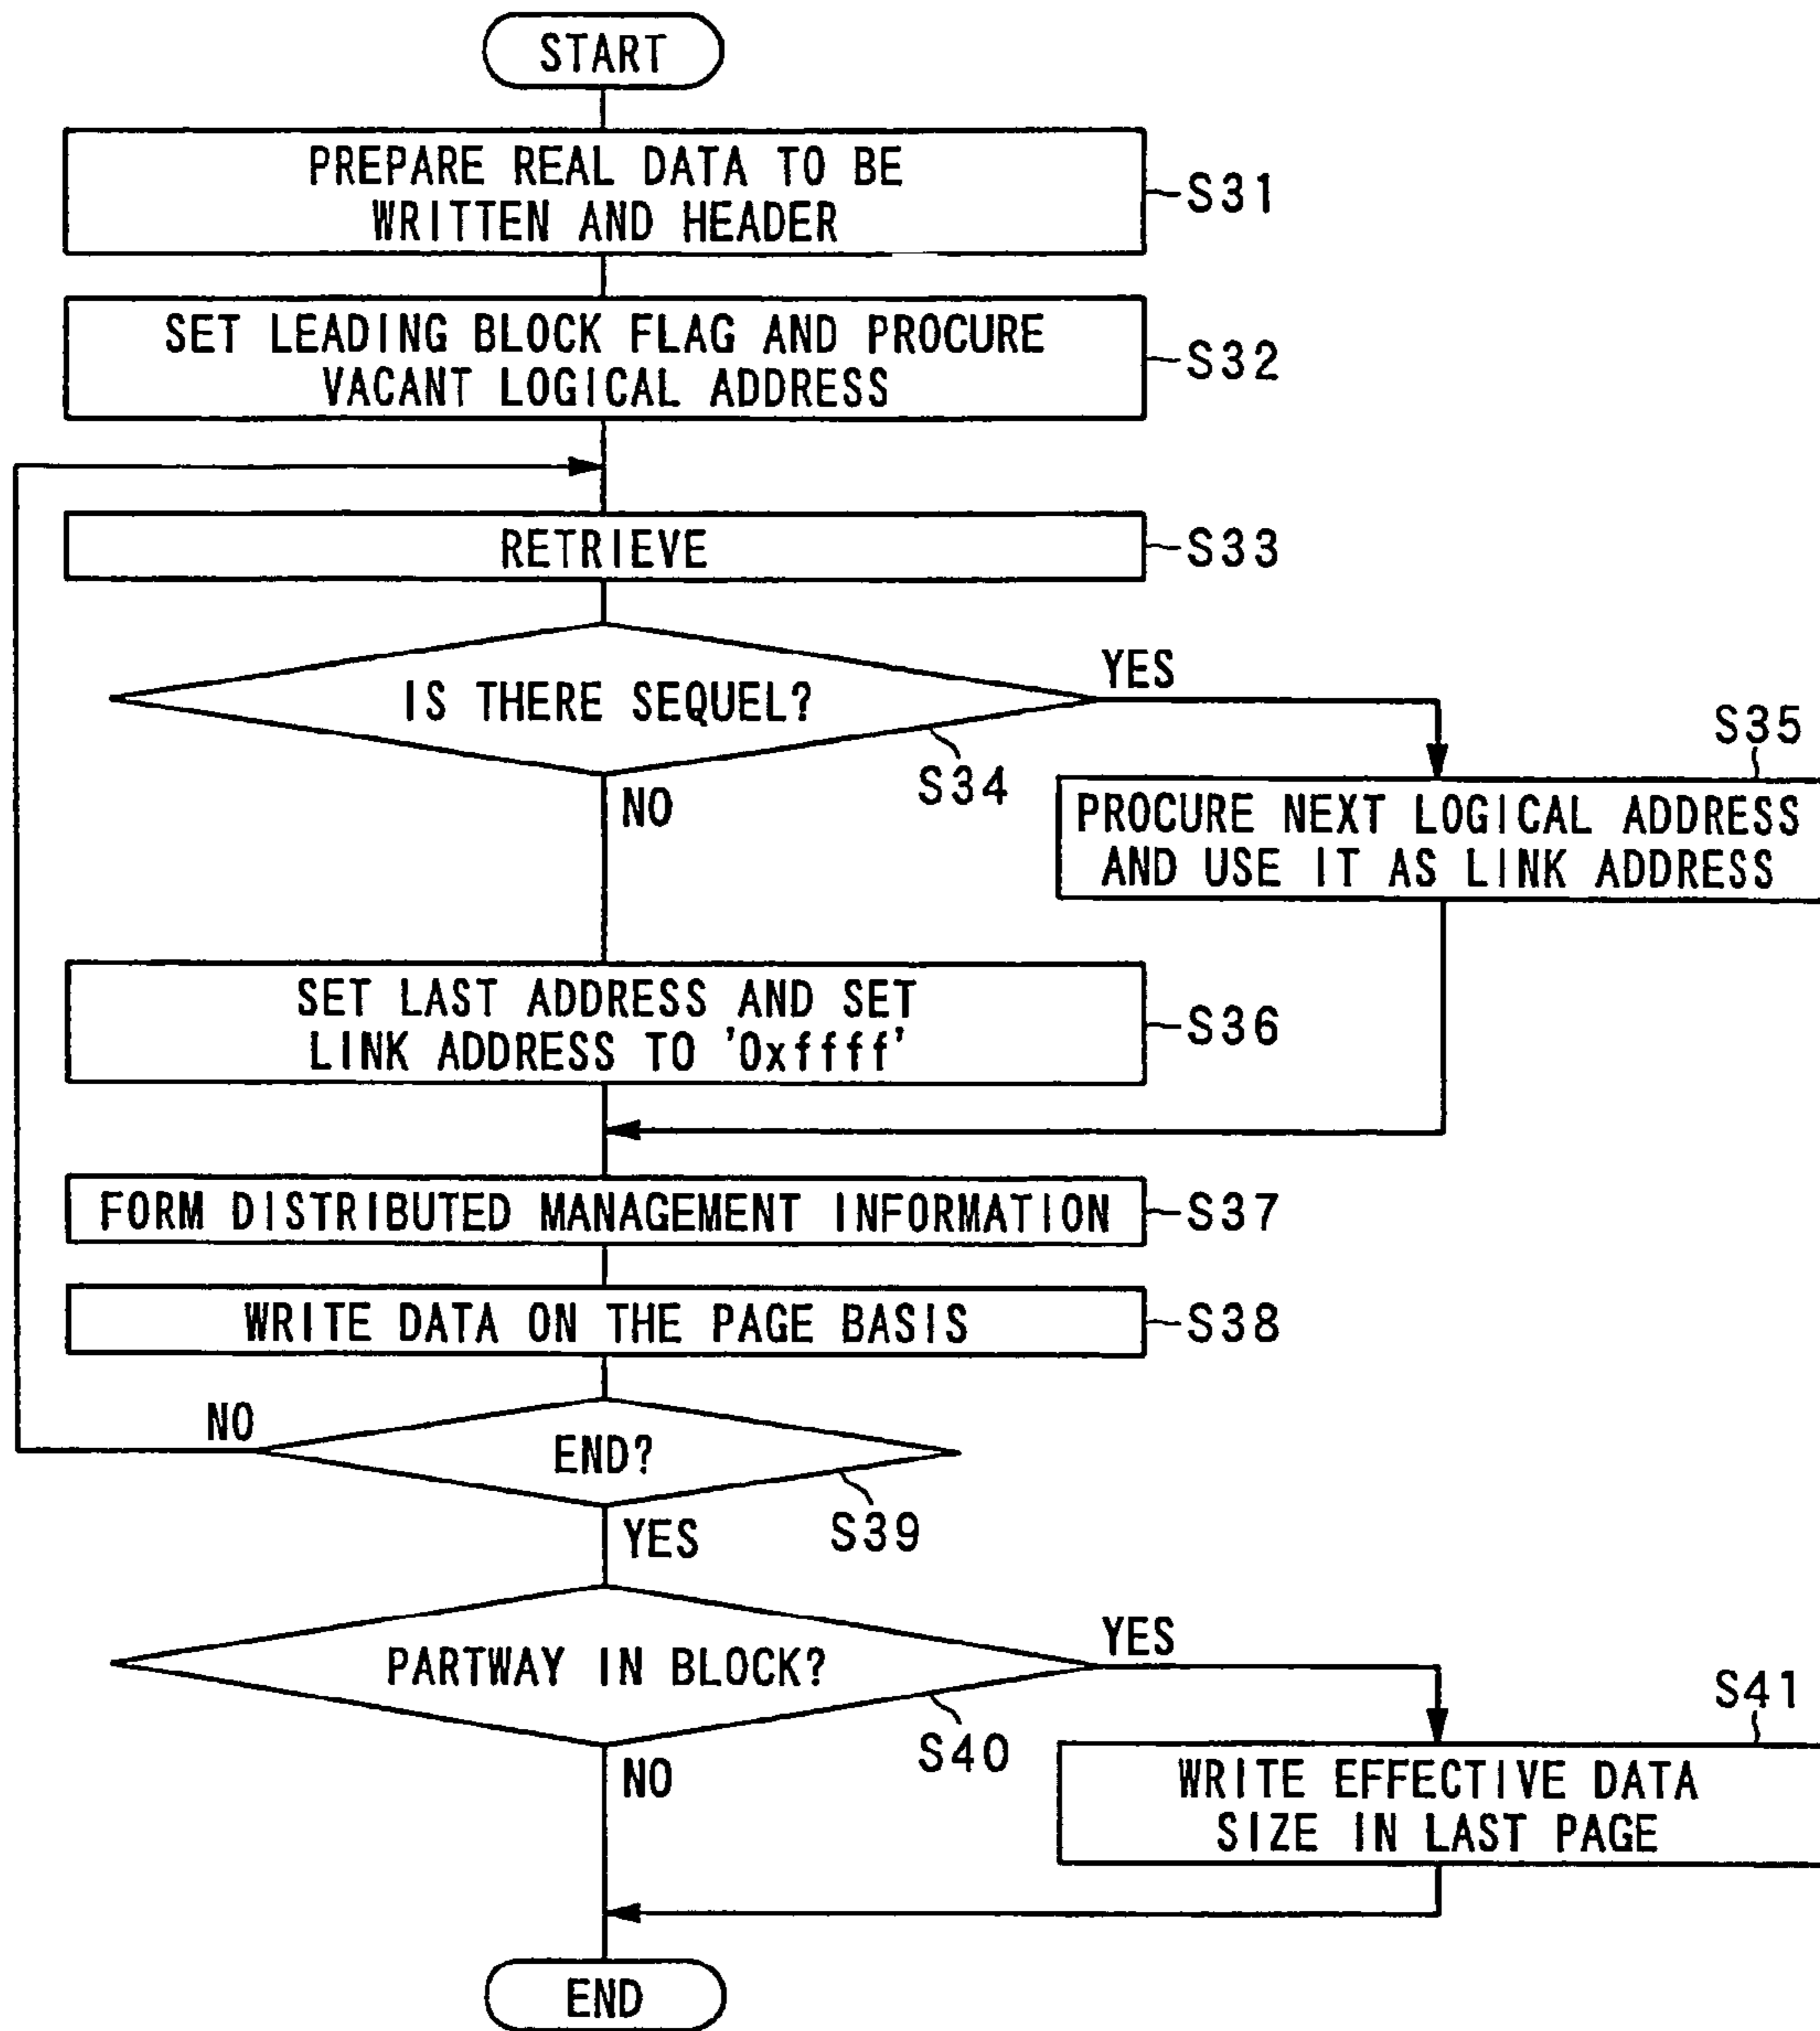 START
PREPARE REAL DATA TO BE
WRITTEN AND HEADER
S31
SET LEADING BLOCK FLAG AND PROCURE
VACANT LOGICAL ADDRESS
S32
RETRIEVE
S33
IS THERE SEQUEL?
YES
S34
NO
S35
PROCURE NEXT LOGICAL ADDRESS
AND USE IT AS LINK ADDRESS
SET LAST ADDRESS AND SET
LINK ADDRESS TO '0xffff'
S36
FORM DISTRIBUTED MANAGEMENT INFORMATION
S37
WRITE DATA ON THE PAGE BASIS
S38
NO
END?
S39
YES
PARTWAY IN BLOCK?
YES
S40
NO
S41
WRITE EFFECTIVE DATA
SIZE IN LAST PAGE
END